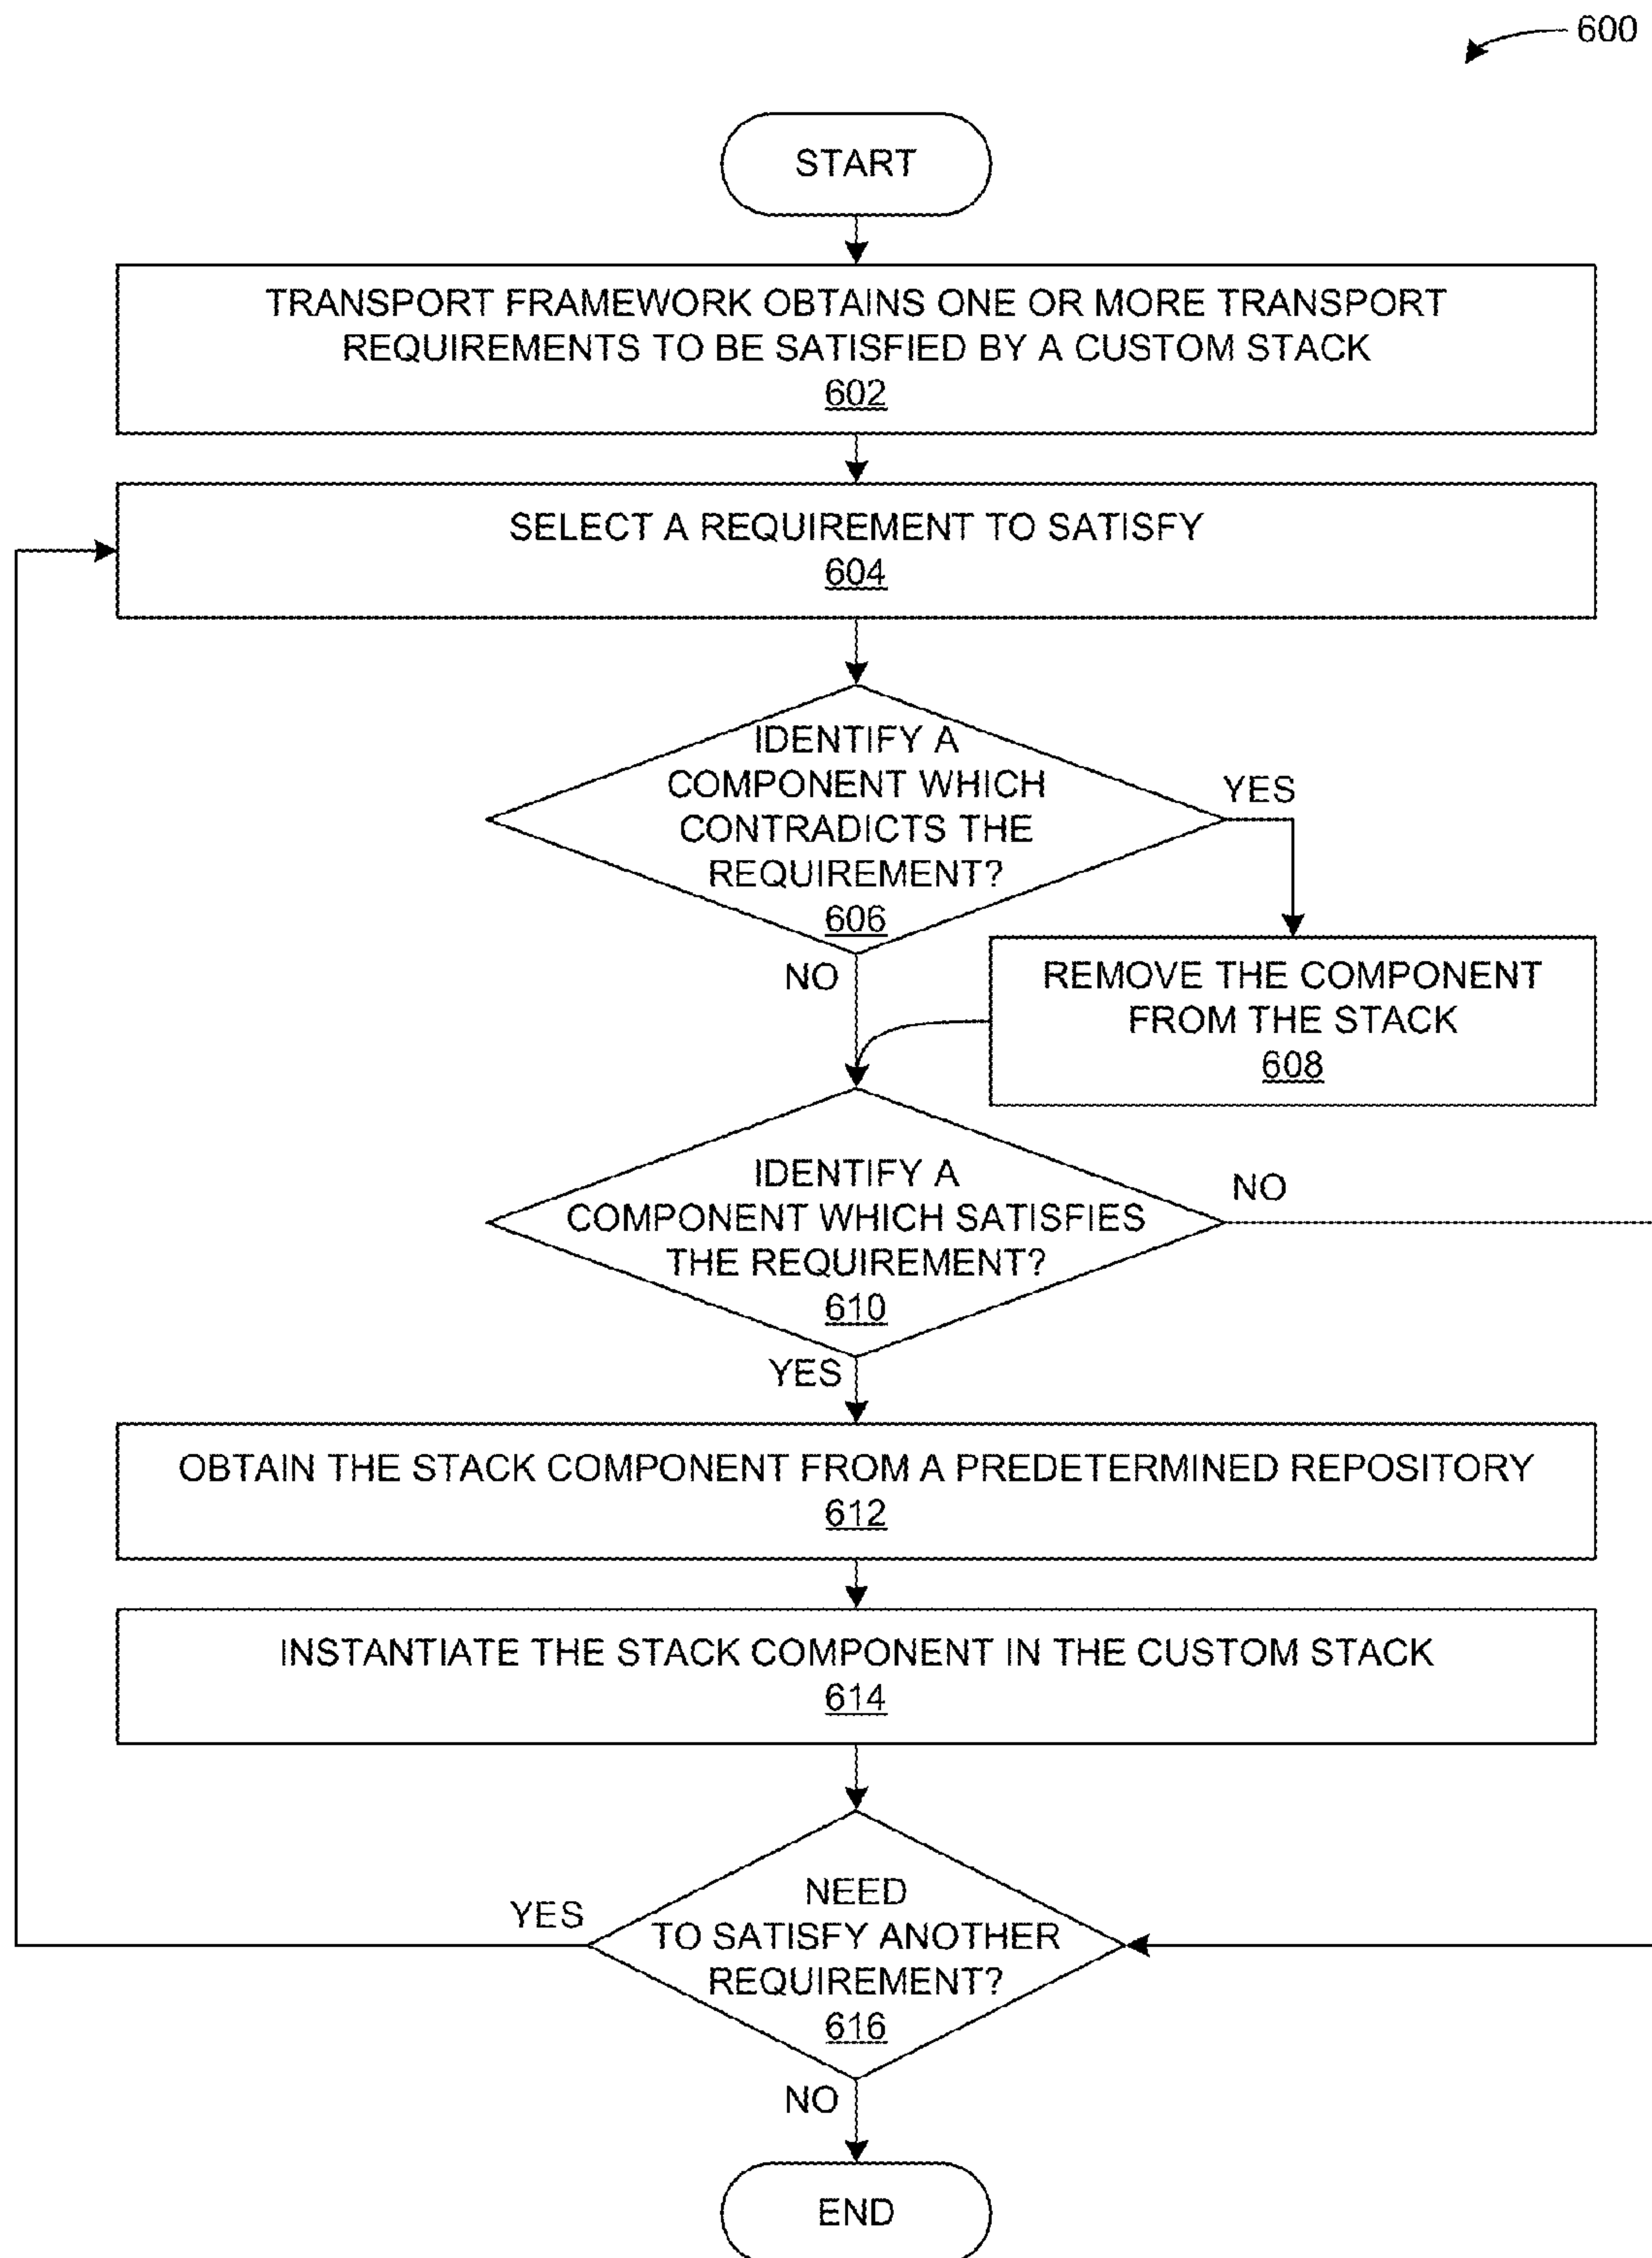 600
START
TRANSPORT FRAMEWORK OBTAINS ONE OR MORE TRANSPORT
REQUIREMENTS TO BE SATISFIED BY A CUSTOM STACK
602
SELECT A REQUIREMENT TO SATISFY
604
IDENTIFY A
COMPONENT WHICH
CONTRADICTS THE
REQUIREMENT?
606
YES
NO
REMOVE THE COMPONENT
FROM THE STACK
608
IDENTIFY A
COMPONENT WHICH SATISFIES
THE REQUIREMENT?
610
NO
YES
OBTAIN THE STACK COMPONENT FROM A PREDETERMINED REPOSITORY
612
INSTANTIATE THE STACK COMPONENT IN THE CUSTOM STACK
614
YES
NEED
TO SATISFY ANOTHER
REQUIREMENT?
616
NO
END